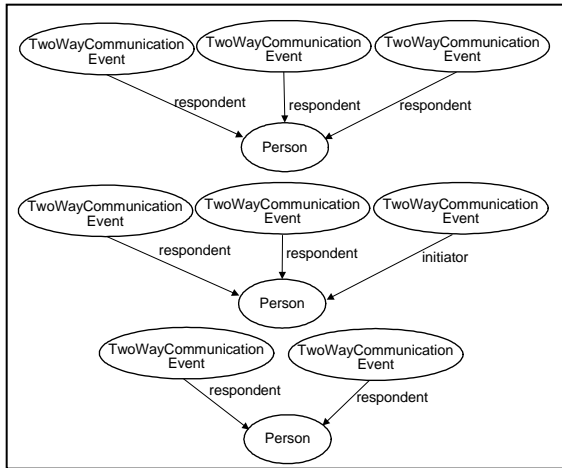 TwoWayCommunication
Event
TwoWayCommunication
Event
TwoWayCommunication
Event
respondent
respondent
respondent
Person
TwoWayCommunication
Event
TwoWayCommunication
Event
TwoWayCommunication
Event
respondent
respondent
initiator
Person
TwoWayCommunication
Event
TwoWayCommunication
Event
respondent
respondent
Person